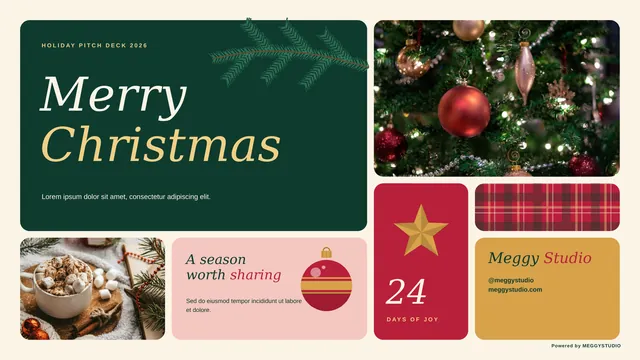 HOLIDAY PITCH DECK 2026
Merry
Christmas
Lorem ipsum dolor sit amet, consectetur adipiscing elit.
A season
worth sharing
Sed do eiusmod tempor incididunt ut labore
et dolore.
24
DAYS OF JOY
Meggy Studio
@meggystudio
meggystudio.com
Powered by MEGGYSTUDIO